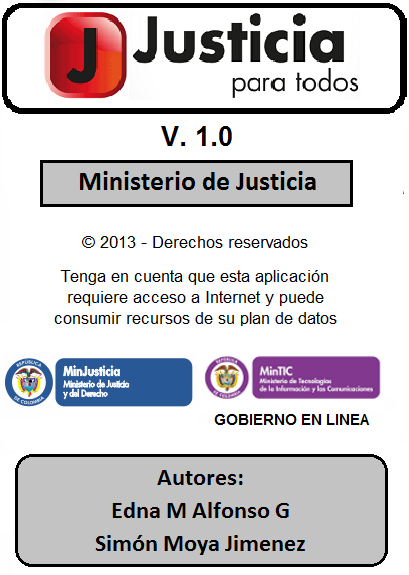 J Justicia
para todos
V. 1.0
Ministerio de Justicia
© 2013 - Derechos reservados
Tenga en cuenta que esta aplicación
requiere acceso a Internet y puede
consumir recursos de su plan de datos
REPÚBLICA
DE COLOMBIA
MinJusticia
Ministerio de Justicia
y del Derecho
REPÚBLICA
DE COLOMBIA
MinTIC
Ministerio de Tecnologías
de la Información y las Comunicaciones
GOBIERNO EN LINEA
Autores:
Edna M Alfonso G
Simón Moya Jimenez